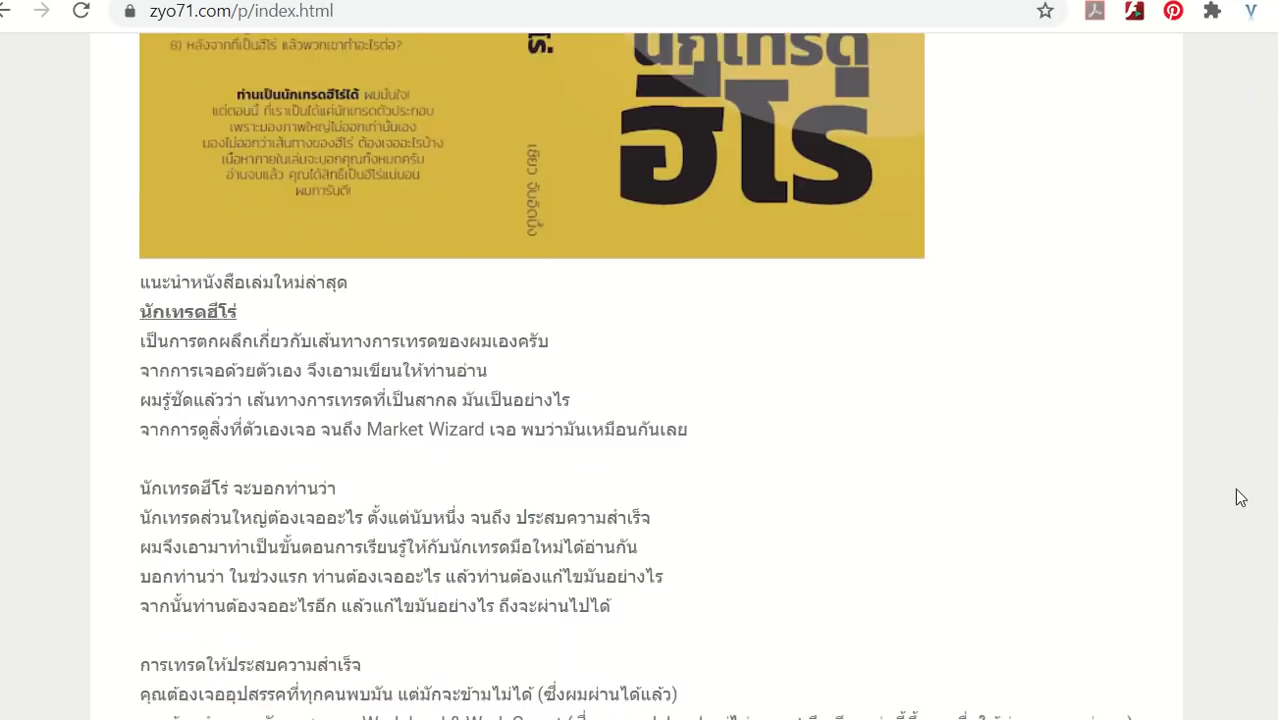 zyo71.com/p/index.html
8) หลังจากที่เป็นฮีโร่ แล้วพวกเขาทำอะไรต่อ?
ท่านเป็นนักเทรดฮีโร่ได้ ผมมั่นใจ!
แต่ตอนนี้ ที่เราเป็นได้แค่นักเทรดตัวประกอบ
เพราะมองภาพใหญ่ไม่ออกเท่านั้นเอง
มองไม่ออกว่าเส้นทางของฮีโร่ ต้องเจออะไรบ้าง
เนื้อหาภายในเล่มจะบอกคุณทั้งหมดครับ
อ่านจบแล้ว คุณได้สิทธิ์เป็นฮีโร่แน่นอน
ผมการันตี!
นักเทรด
ฮีโร่
แนะนำหนังสือเล่มใหม่ล่าสุด
นักเทรดฮีโร่
เป็นการตกผลึกเกี่ยวกับเส้นทางการเทรดของผมเองครับ
จากการเจอด้วยตัวเอง จึงเอามเขียนให้ท่านอ่าน
ผมรู้ชัดแล้วว่า เส้นทางการเทรดที่เป็นสากล มันเป็นอย่างไร
จากการดูสิ่งที่ตัวเองเจอ จนถึง Market Wizard เจอ พบว่ามันเหมือนกันเลย
นักเทรดฮีโร่ จะบอกท่านว่า
นักเทรดส่วนใหญ่ต้องเจออะไร ตั้งแต่นับหนึ่ง จนถึง ประสบความสำเร็จ
ผมจึงเอามาทำเป็นขั้นตอนการเรียนรู้ให้กับนักเทรดมือใหม่ได้อ่านกัน
บอกท่านว่า ในช่วงแรก ท่านต้องเจออะไร แล้วท่านต้องแก้ไขมันอย่างไร
จากนั้นท่านต้องจออะไรอีก แล้วแก้ไขมันอย่างไร ถึงจะผ่านไปได้
การเทรดให้ประสบความสำเร็จ
คุณต้องเจออุปสรรคที่ทุกคนพบมัน แต่มักจะข้ามไม่ได้ (ซึ่งผมผ่านได้แล้ว)